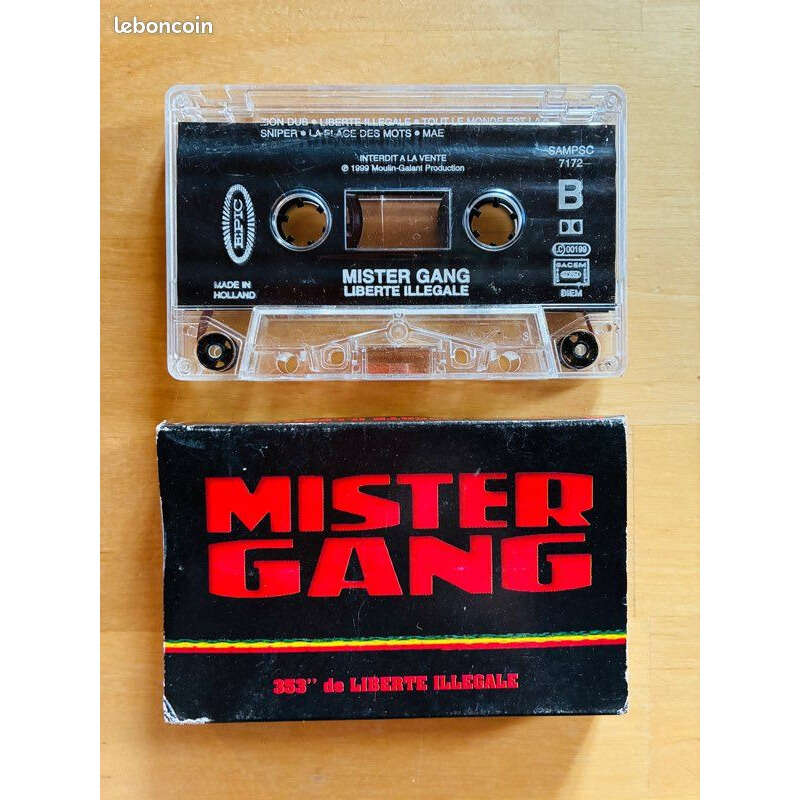 leboncoin
ZION DUB • LIBERTE ILLEGALE • TOUT LE MONDE EST LA
SNIPER • LA PLACE DES MOTS • MAE
INTERDIT A LA VENTE
℗ 1999 Moulin-Galant Production
SAMPSC
7172
B
EPIC
LC 00199
SACEM
BIEM
MADE IN
HOLLAND
MISTER GANG
LIBERTE ILLEGALE
MISTER
GANG
353'' de LIBERTE ILLEGALE